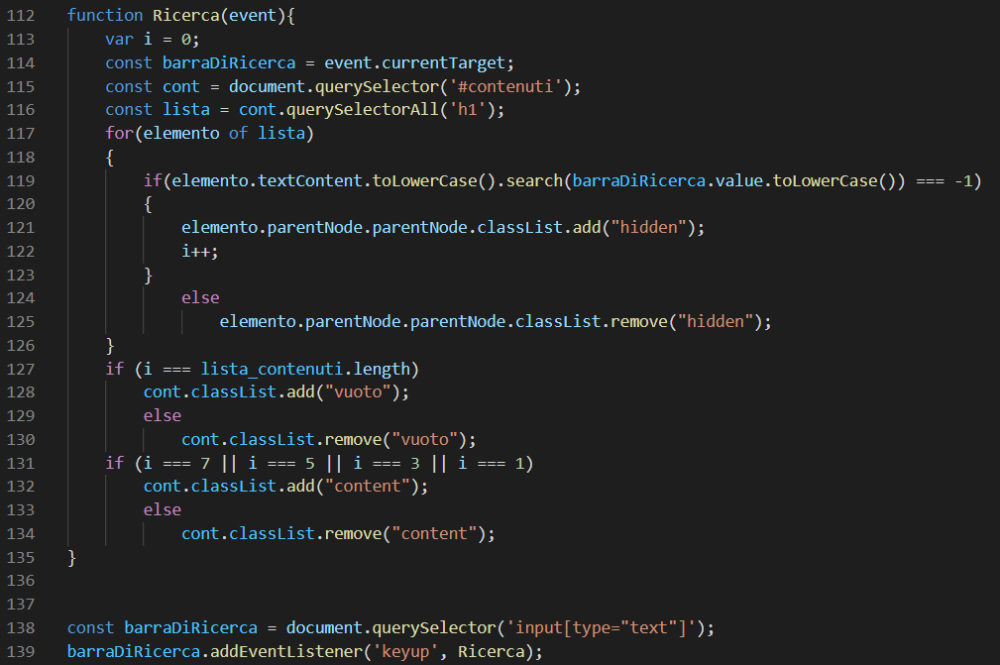 112 function Ricerca(event){
113     var i = 0;
114     const barraDiRicerca = event.currentTarget;
115     const cont = document.querySelector('#contenuti');
116     const lista = cont.querySelectorAll('h1');
117     for(elemento of lista)
118     {
119         if(elemento.textContent.toLowerCase().search(barraDiRicerca.value.toLowerCase()) === -1)
120         {
121             elemento.parentNode.parentNode.classList.add("hidden");
122             i++;
123         }
124             else
125                 elemento.parentNode.parentNode.classList.remove("hidden");
126     }
127     if (i === lista_contenuti.length)
128         cont.classList.add("vuoto");
129         else
130             cont.classList.remove("vuoto");
131     if (i === 7 || i === 5 || i === 3 || i === 1)
132         cont.classList.add("content");
133         else
134             cont.classList.remove("content");
135 }
136
137
138 const barraDiRicerca = document.querySelector('input[type="text"]');
139 barraDiRicerca.addEventListener('keyup', Ricerca);